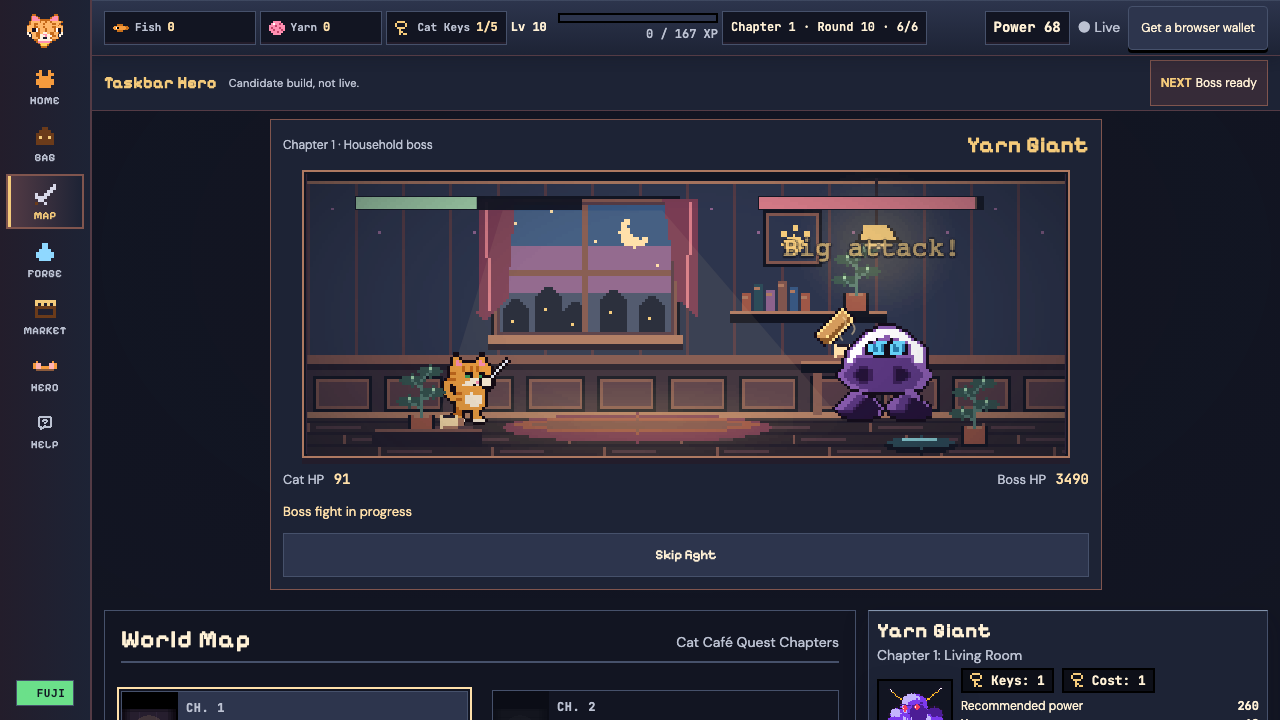 Fish 0
Yarn 0
Cat Keys 1/5
Lv 10
0 / 167 XP
Chapter 1 · Round 10 · 6/6
Power 68
Live
Get a browser wallet
HOME
BAG
MAP
FORGE
MARKET
HERO
HELP
FUJI
Taskbar Hero
Candidate build, not live.
NEXT Boss ready
Chapter 1 · Household boss
Yarn Giant
Big attack!
Cat HP 91
Boss HP 3490
Boss fight in progress
Skip fight
World Map
Cat Café Quest Chapters
CH. 1
CH. 2
Yarn Giant
Chapter 1: Living Room
Keys: 1
Cost: 1
Recommended power
260